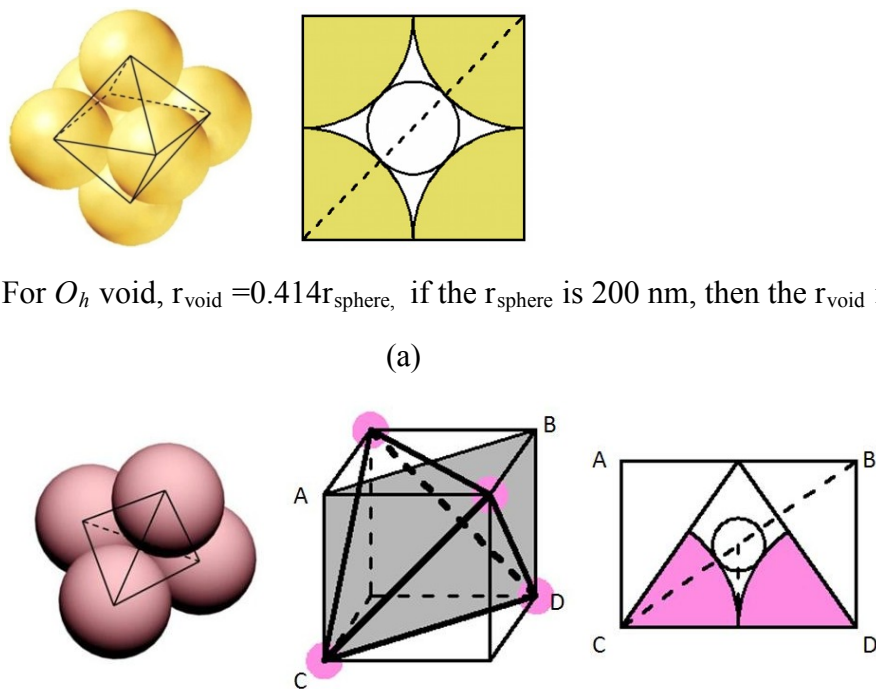 For Oh void, rvoid =0.414rsphere, if the rsphere is 200 nm, then the rvoid
(a)
B
A
D
C
A
B
C
D